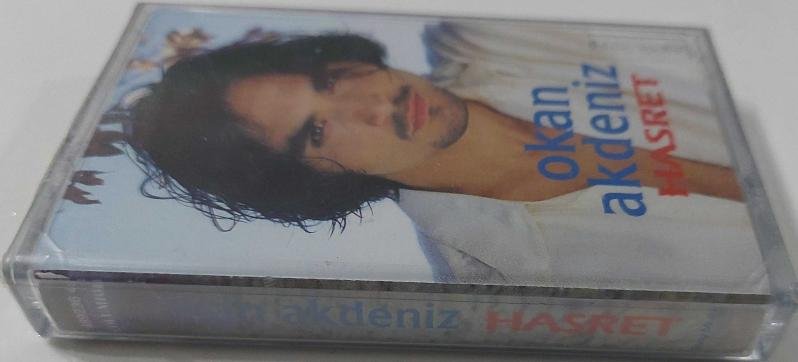 okan
akdeniz
HASRET
akdeniz HASRET